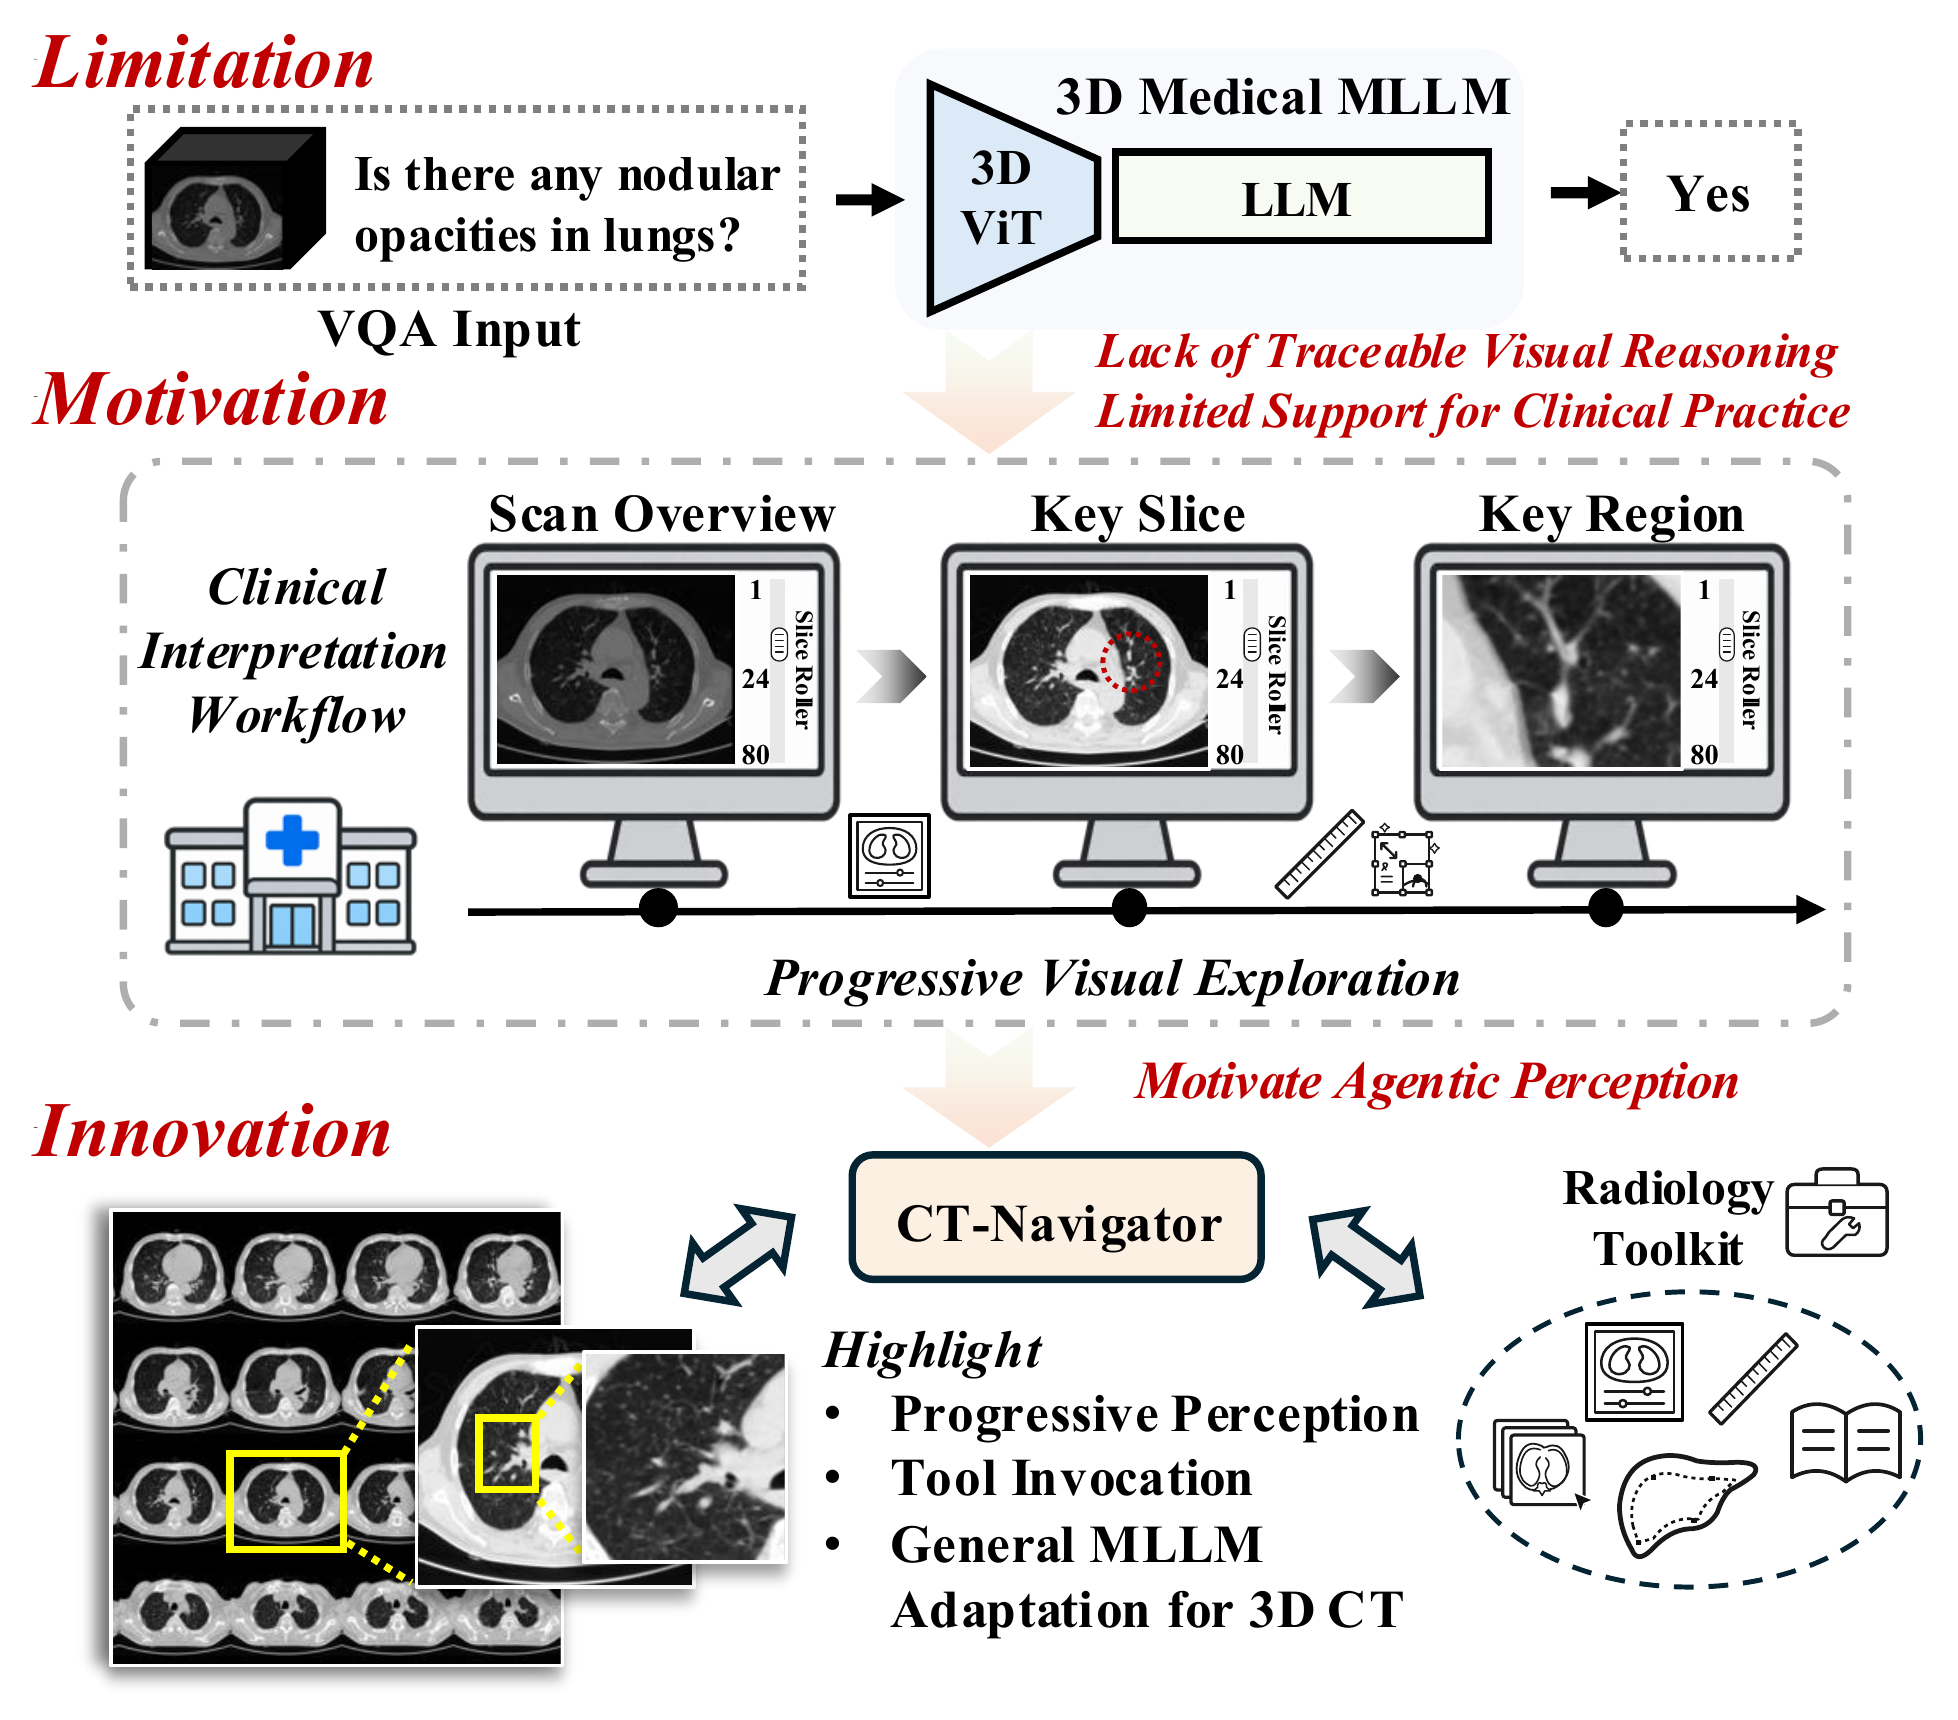 Limitation
Is there any nodular
opacities in lungs?
VQA Input
3D Medical MLLM
3D
ViT
LLM
Yes
Lack of Traceable Visual Reasoning
Limited Support for Clinical Practice
Motivation
Clinical
Interpretation
Workflow
Scan Overview
1
24
80
Slice Roller
Key Slice
1
24
80
Slice Roller
Key Region
1
24
80
Slice Roller
Progressive Visual Exploration
Motivate Agentic Perception
Innovation
CT-Navigator
Radiology
Toolkit
Highlight
• Progressive Perception
• Tool Invocation
• General MLLM
Adaptation for 3D CT